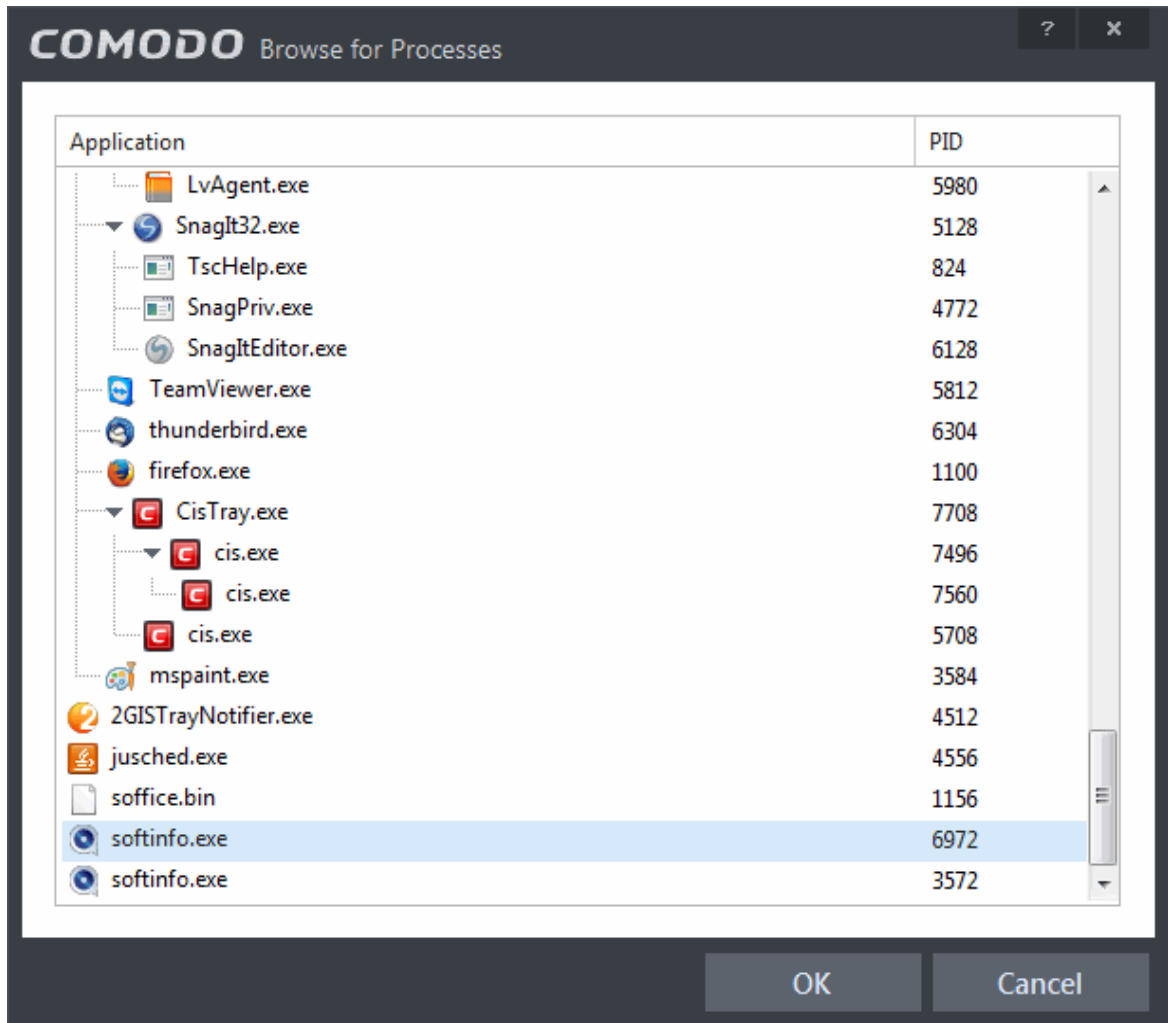 COMODO Browse for Processes ? x
Application PID
LvAgent.exe 5980
SnagIt32.exe 5128
TscHelp.exe 824
SnagPriv.exe 4772
SnagItEditor.exe 6128
TeamViewer.exe 5812
thunderbird.exe 6304
firefox.exe 1100
CisTray.exe 7708
cis.exe 7496
cis.exe 7560
cis.exe 5708
mspaint.exe 3584
2GISTrayNotifier.exe 4512
jusched.exe 4556
soffice.bin 1156
softinfo.exe 6972
softinfo.exe 3572
OK Cancel